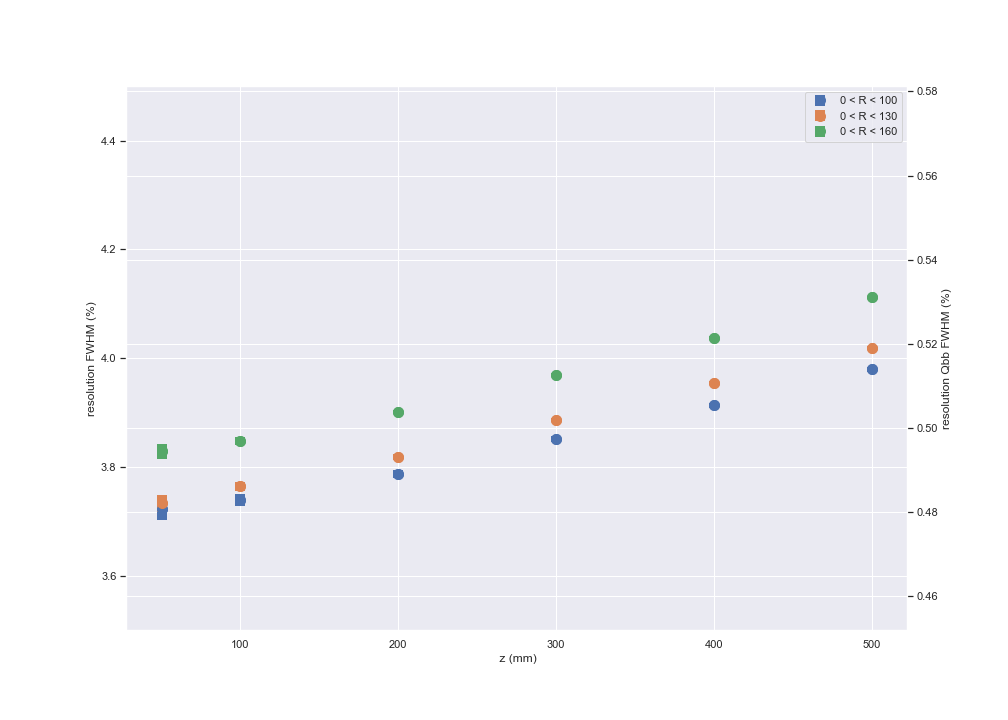 0 < R < 100
0 < R < 130
0 < R < 160
4.4
4.2
4.0
3.8
3.6
resolution FWHM (%)
0.58
0.56
0.54
0.52
0.50
0.48
0.46
resolution Qbb FWHM (%)
100
200
300
400
500
z (mm)